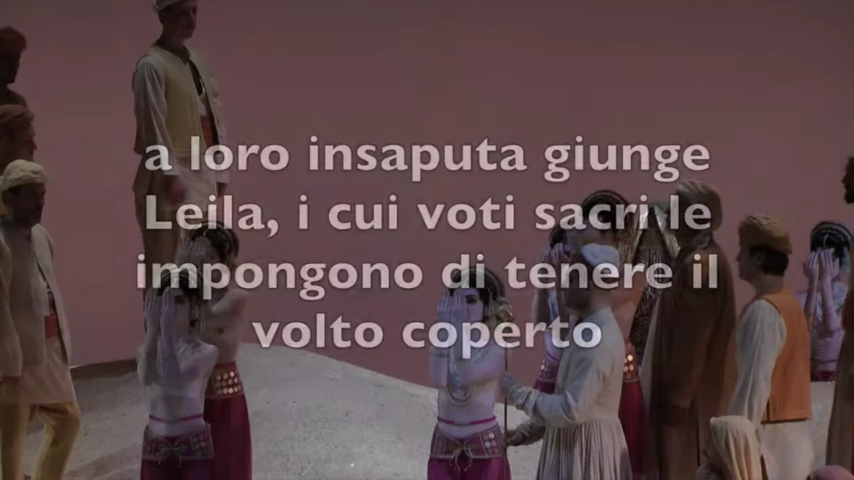 a loro insaputa giunge
Leila, i cui voti sacri le
impongono di tenere il
volto coperto